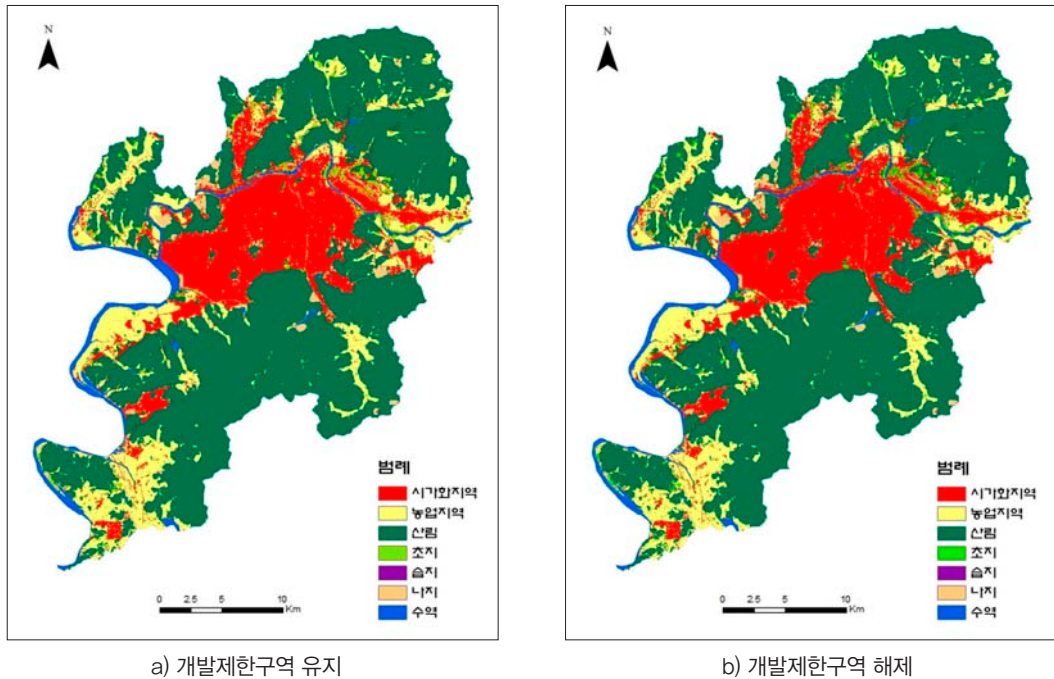 N
범례
시가화지역
농업지역
산림
초지
습지
나지
수역
0 2.5 5 10
Km
a) 개발제한구역 유지
N
범례
시가화지역
농업지역
산림
초지
습지
나지
수역
0 2.5 5 10
Km
b) 개발제한구역 해제